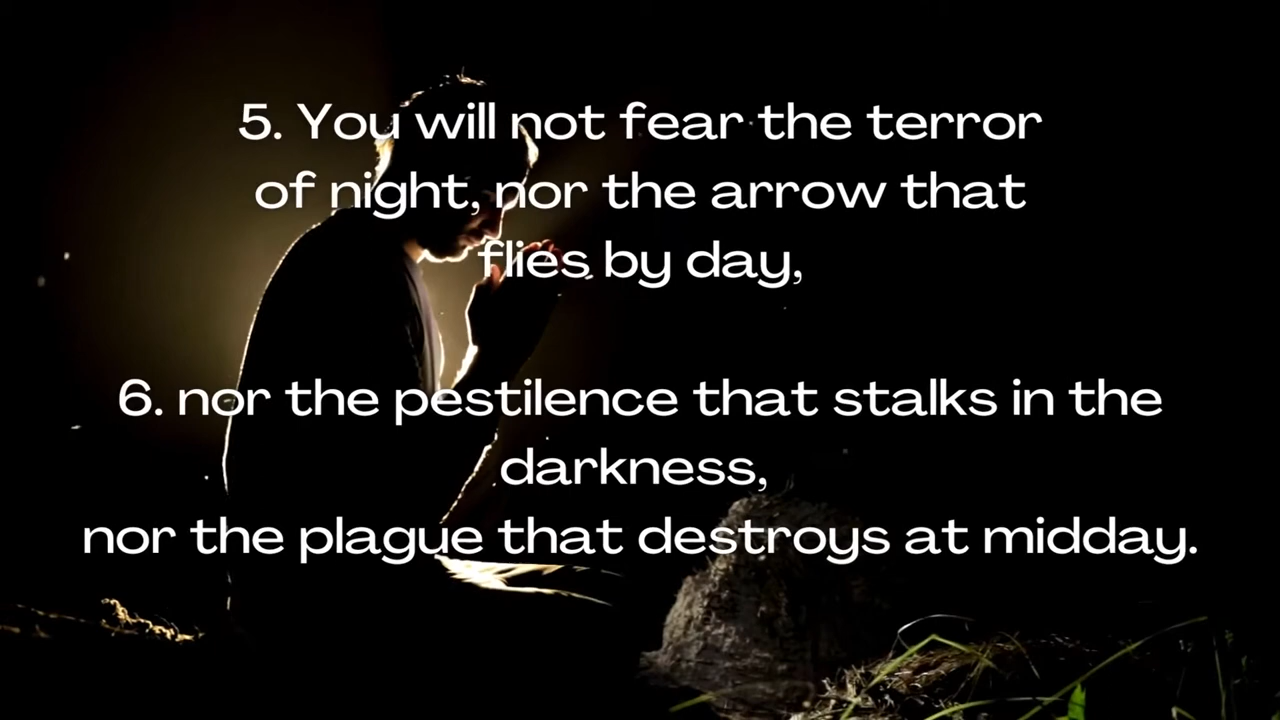 5. You will not fear the terror
of night, nor the arrow that
flies by day,
6. nor the pestilence that stalks in the
darkness,
nor the plague that destroys at midday.